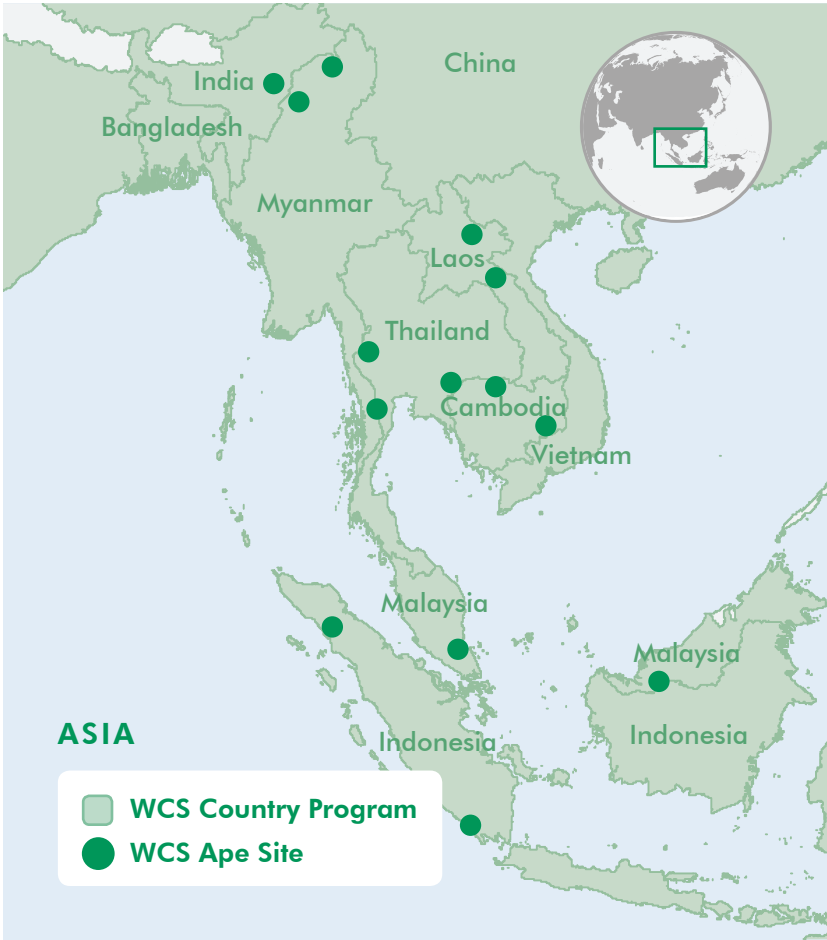 China
India
Bangladesh
Myanmar
Laos
Thailand
Cambodia
Vietnam
Malaysia
Malaysia
ASIA
Indonesia
Indonesia
WCS Country Program
WCS Ape Site